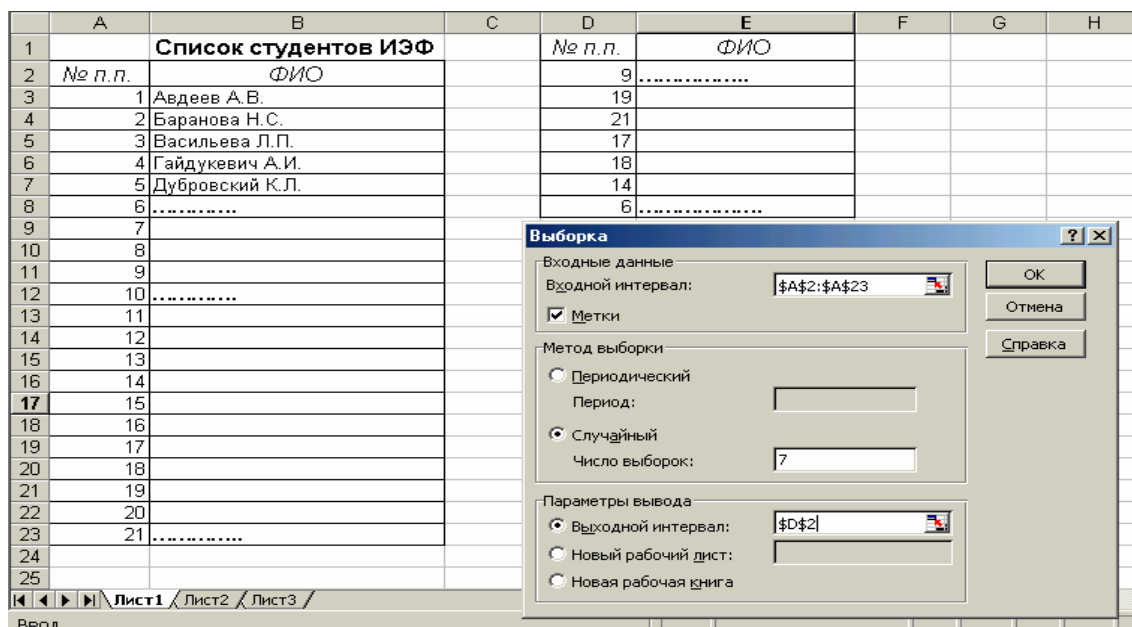 A B C D E F G H
1 Список студентов ИЭФ № п.п. ФИО
2 № п.п. ФИО 9 ................
3 1 Авдеев А.В. 19
4 2 Баранова Н.С. 21
5 3 Васильева Л.П. 17
6 4 Гайдукевич А.И. 18
7 5 Дубровский К.Л. 14
8 6 ............. 6 ..................
9 7
10 8
11 9
12 10 .............
13 11
14 12
15 13
16 14
17 15
18 16
19 17
20 18
21 19
22 20
23 21 .............
24
25
Выборка
Входные данные
Входной интервал: $A$2:$A$23
Метки
Метод выборки
Периодический
Период:
Случайный
Число выборок: 7
Параметры вывода
Выходной интервал: $D$2
Новый рабочий лист:
Новая рабочая книга
ОК
Отмена
Справка
Лист1 Лист2 Лист3
Ввод